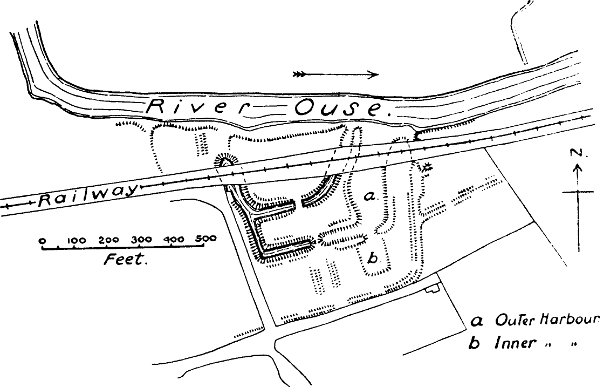 River Ouse.
Railway
N.
a.
b.
0 100 200 300 400 500
Feet.
a Outer Harbour
b Inner „ „